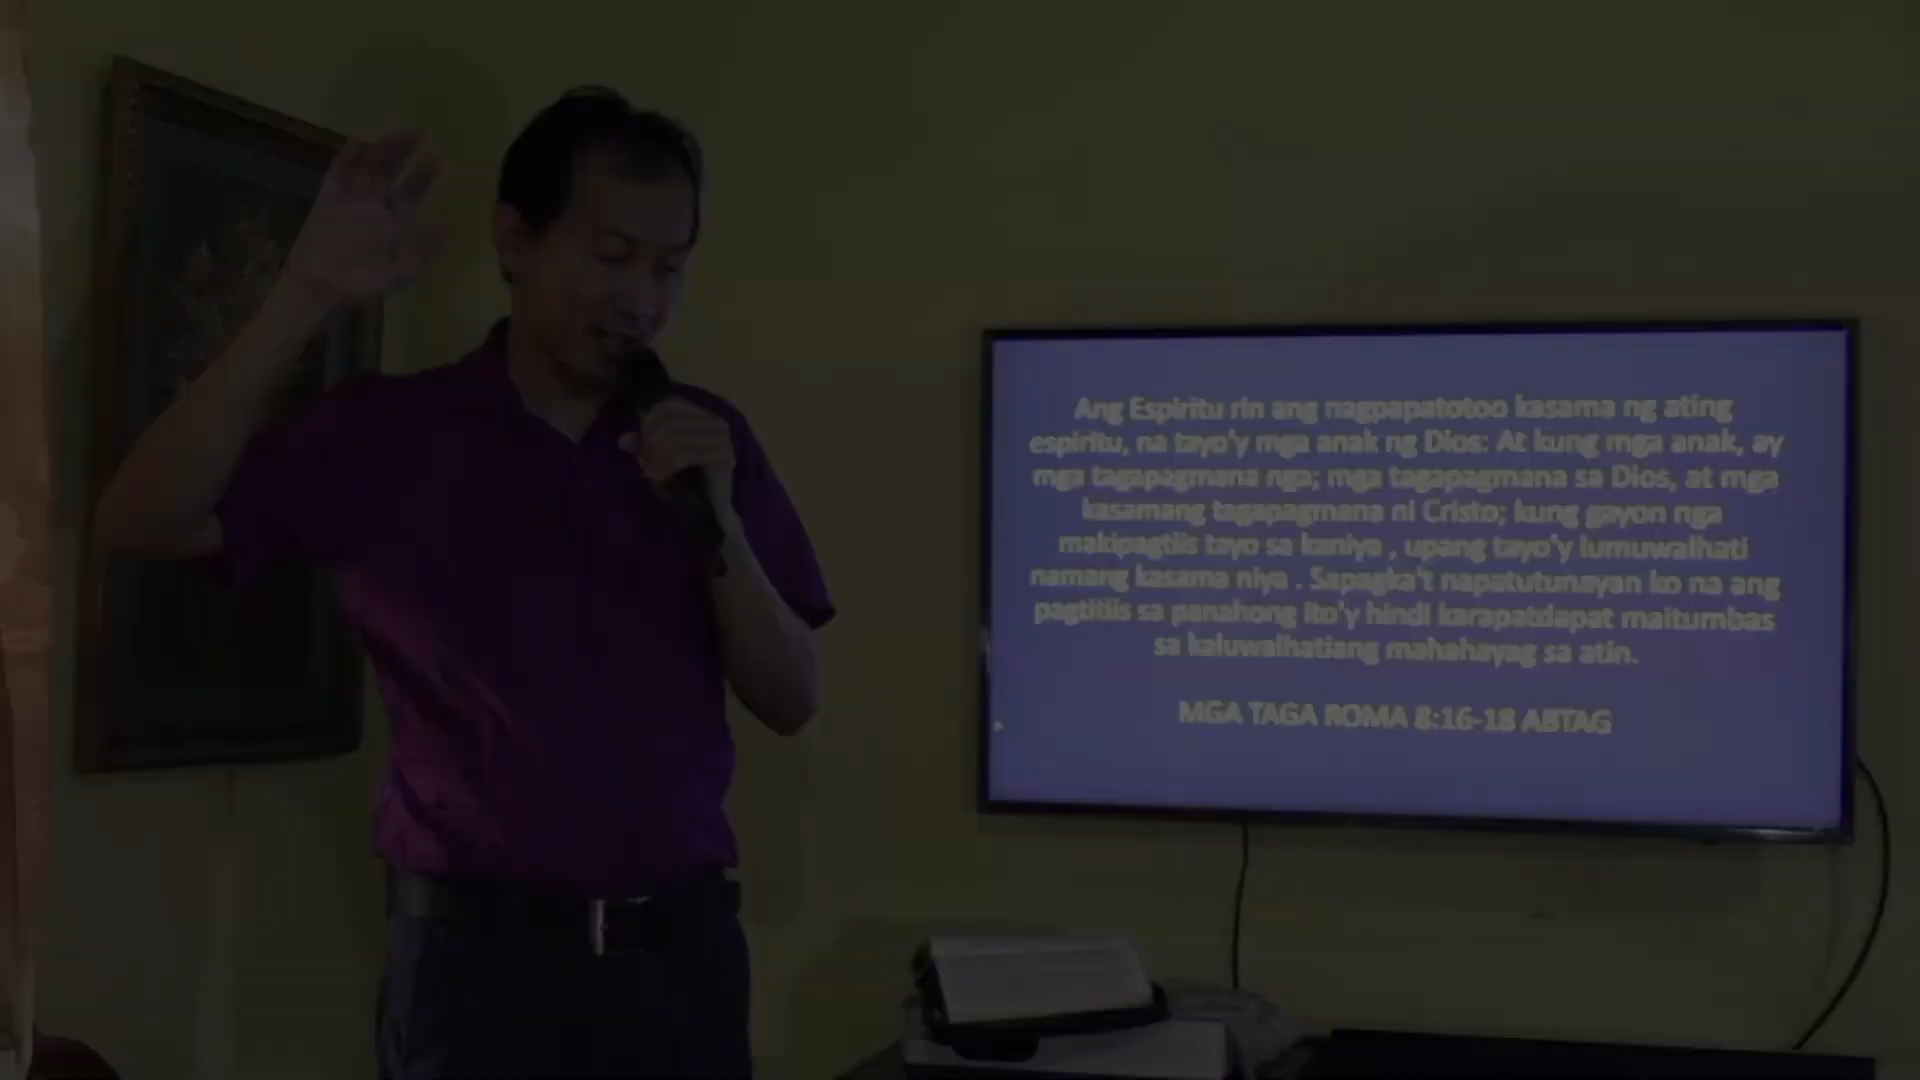 Ang Espiritu rin ang nagpapatotoo kasama ng ating
espiritu, na tayo'y mga anak ng Dios: At kung mga anak, ay
mga tagapagmana nga; mga tagapagmana sa Dios, at mga
kasamang tagapagmana ni Cristo; kung gayon nga
makipagtiis tayo sa kaniya , upang tayo'y lumuwalhati
namang kasama niya . Sapagka't napatutunayan ko na ang
pagtitiis sa panahong ito'y hindi karapatdapat maitumbas
sa kaluwalhatiang mahahayag sa atin.
MGA TAGA ROMA 8:16-18 ABTAG